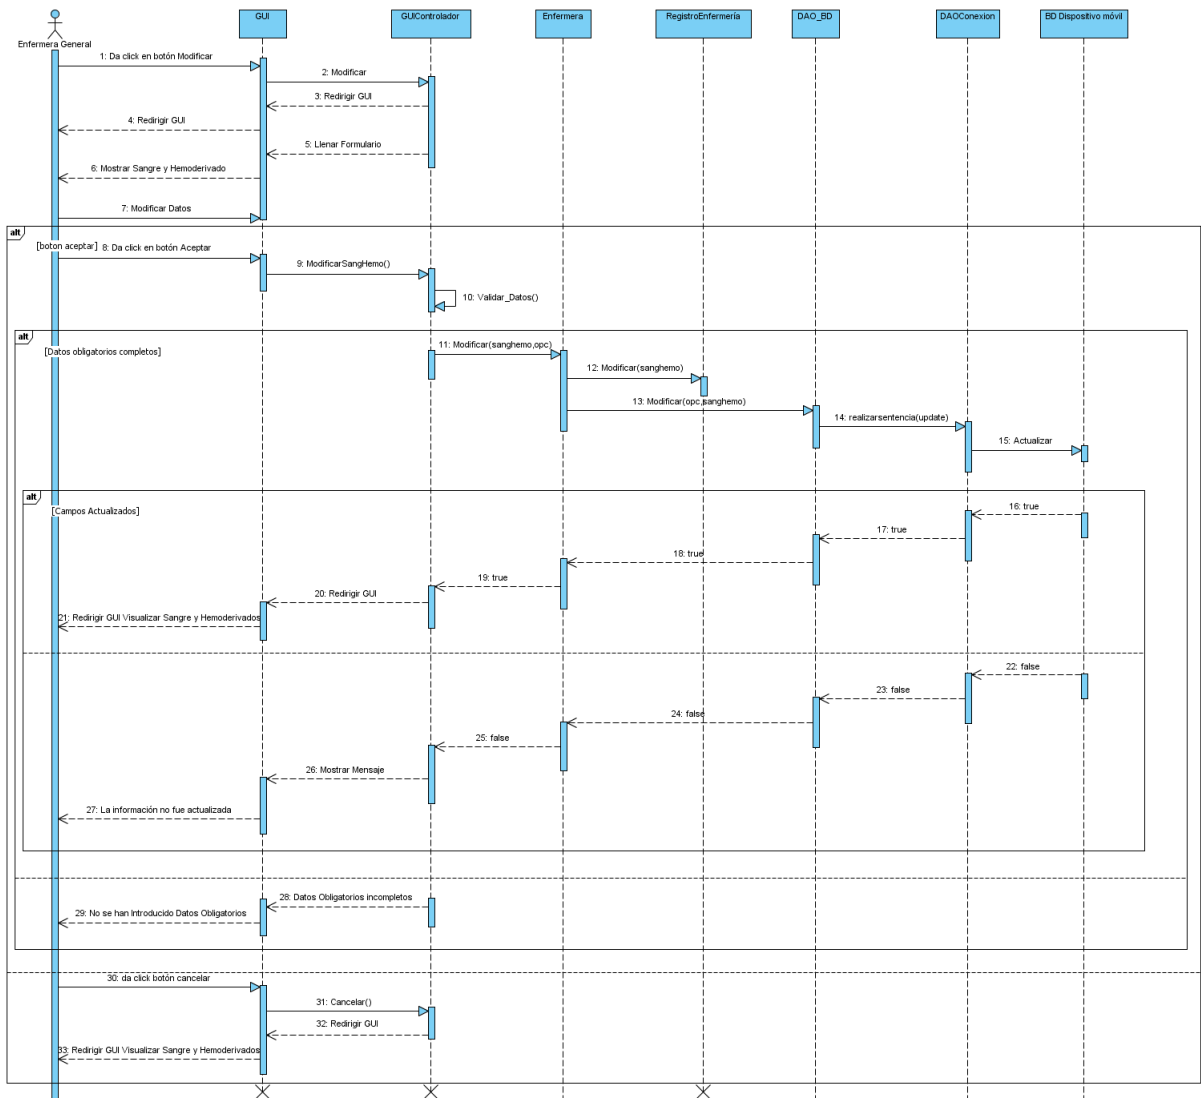 GUI
GUIControlador
Enfermera
RegistroEnfermería
DAO_BD
DAOConexion
BD Dispositivo móvil
Enfermera General
1: Da click en botón Modificar
2: Modificar
3: Redirigir GUI
4: Redirigir GUI
5: Llenar Formulario
6: Mostrar Sangre y Hemoderivado
7: Modificar Datos
alt
[boton aceptar]
8: Da click en botón Aceptar
9: ModificarSangHemo()
10: Validar_Datos()
alt
[Datos obligatorios completos]
11: Modificar(sanghemo,opc)
12: Modificar(sanghemo)
13: Modificar(opc,sanghemo)
14: realizarsentencia(update)
15: Actualizar
alt
[Campos Actualizados]
16: true
17: true
18: true
19: true
20: Redirigir GUI
21: Redirigir GUI Visualizar Sangre y Hemoderivados
22: false
23: false
24: false
25: false
26: Mostrar Mensaje
27: La información no fue actualizada
28: Datos Obligatorios incompletos
29: No se han Introducido Datos Obligatorios
30: da click botón cancelar
31: Cancelar()
32: Redirigir GUI
33: Redirigir GUI Visualizar Sangre y Hemoderivados